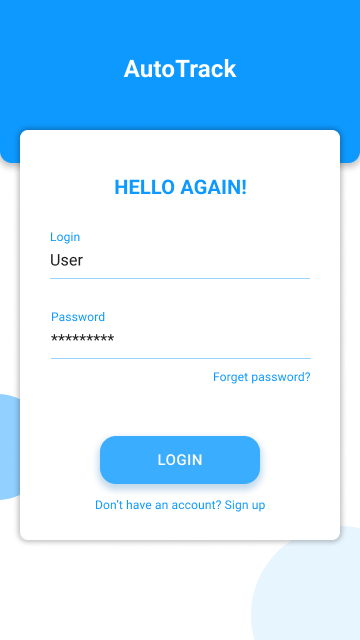 AutoTrack
HELLO AGAIN!
Login
User
Password
*********
Forget password?
LOGIN
Don't have an account? Sign up